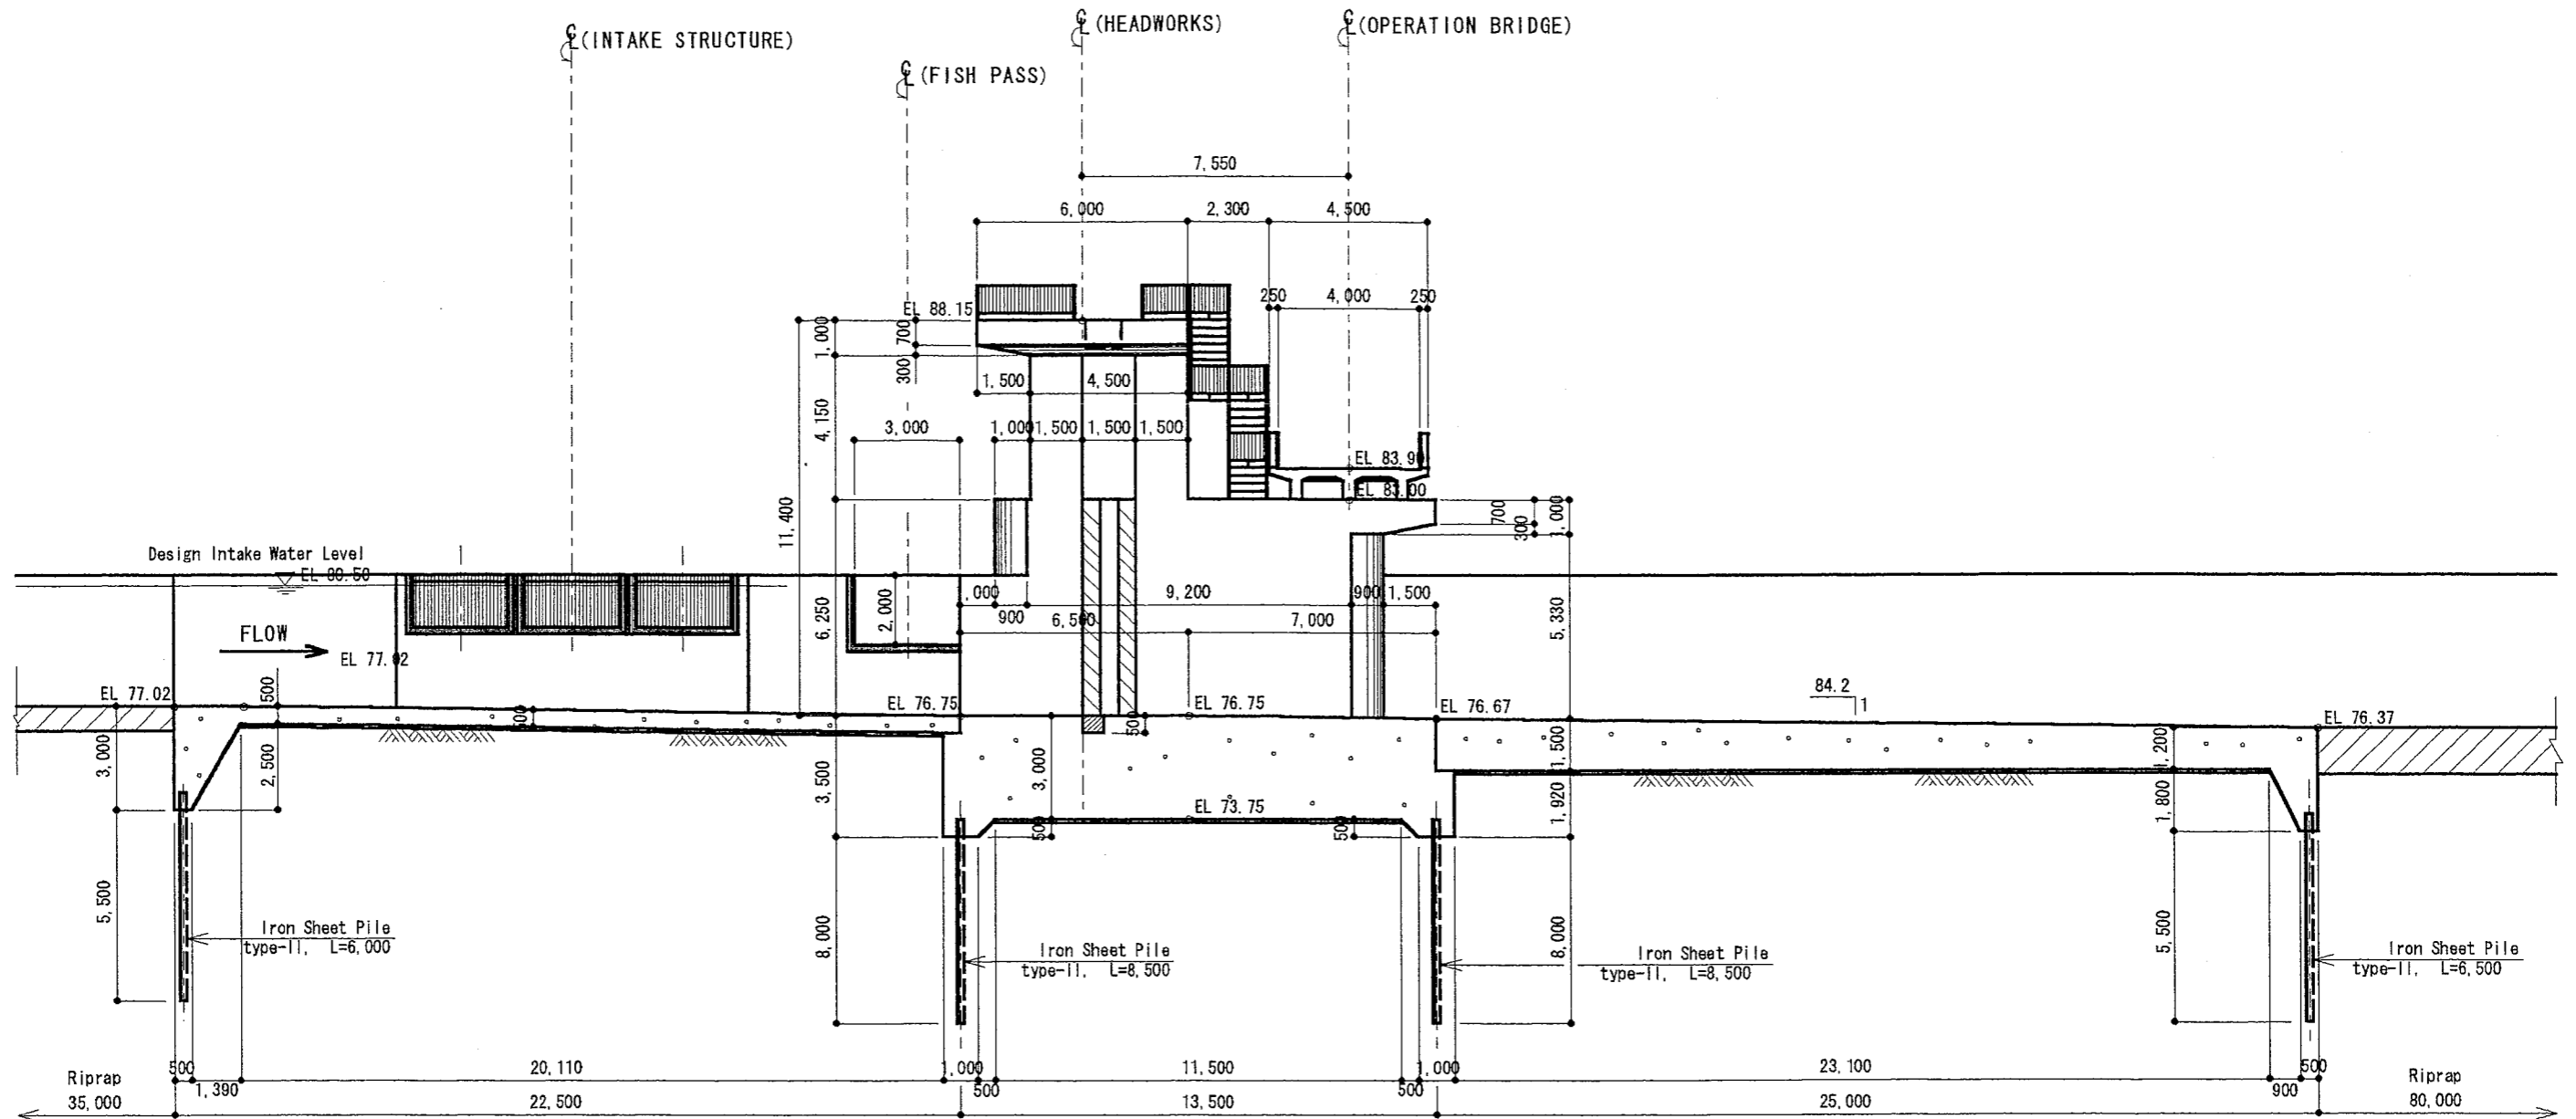 ℄(INTAKE STRUCTURE)
℄(FISH PASS)
℄(HEADWORKS)
℄(OPERATION BRIDGE)
7,550
6,000
2,300
4,500
250
4,000
250
EL 88.15
1,000
700
300
1,500
4,500
4,150
3,000
1,000
1,500
1,500
1,500
EL 83.00
700
300
1,000
11,400
Design Intake Water Level
EL 80.50
2,000
6,250
,000
900
9,200
900
1,500
7,000
5,330
FLOW
EL 77.02
500
500
EL 76.75
EL 76.75
EL 76.67
84.2
1
EL 76.37
3,000
2,500
3,500
3,000
500
1,500
1,920
1,200
1,800
EL 73.75
500
500
5,500
8,000
8,000
5,500
Iron Sheet Pile
type-II, L=6,000
Iron Sheet Pile
type-II, L=8,500
Iron Sheet Pile
type-II, L=8,500
Iron Sheet Pile
type-II, L=6,500
500
1,390
20,110
1,000
500
11,500
500
1,000
23,100
900
500
Riprap
35,000
22,500
13,500
25,000
Riprap
80,000